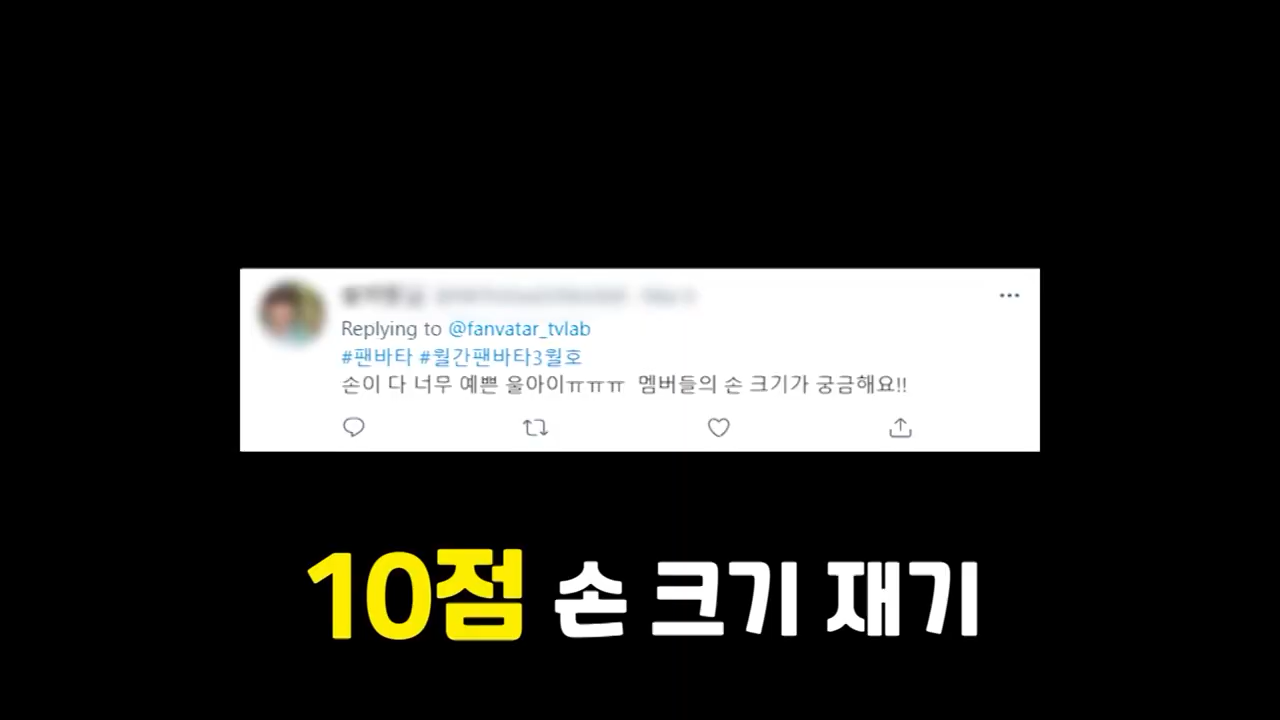 Replying to @fanvatar_tvlab
#팬바타 #월간팬바타3월호
손이 다 너무 예쁜 울아이ㅠㅠㅠ 멤버들의 손 크기가 궁금해요!!
10점 손 크기 재기